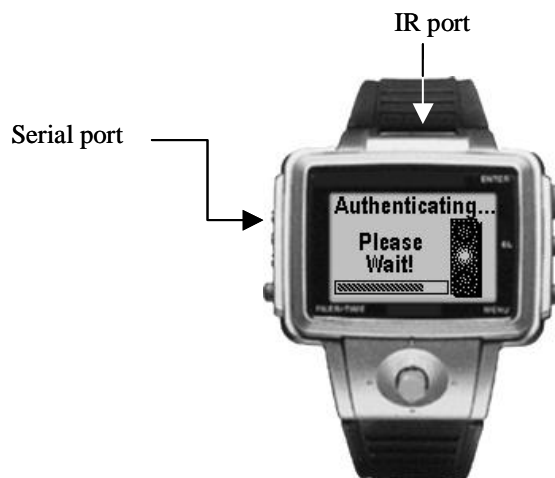 IR port
Serial port
ENTER
Authenticating...
Please
Wait!
EL
MENU